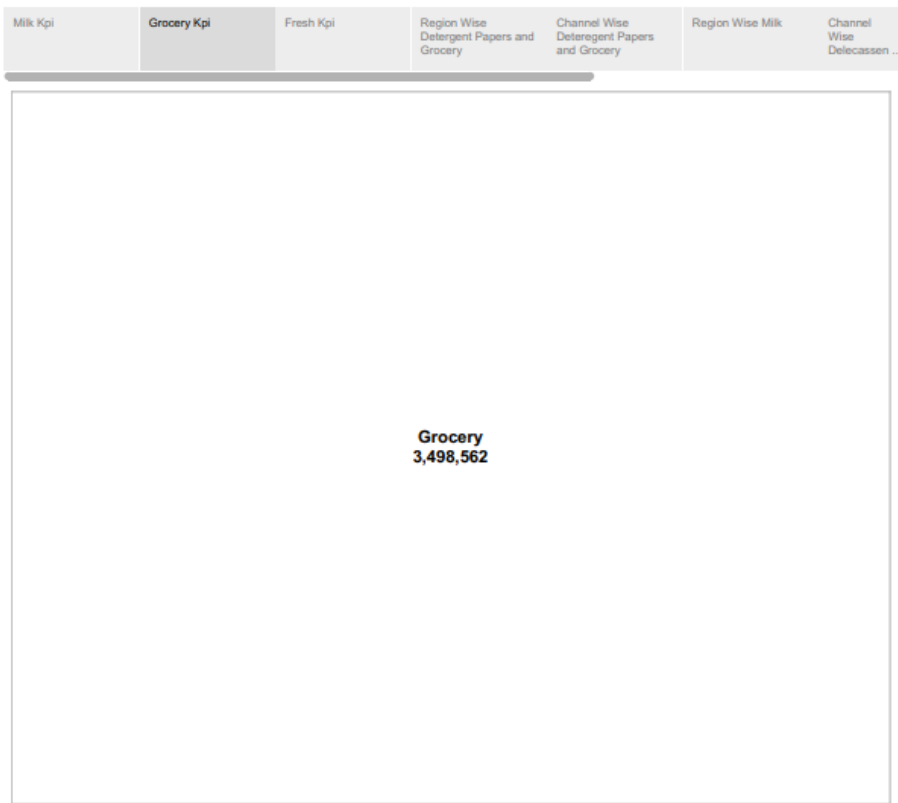 Milk Kpi
Grocery Kpi
Fresh Kpi
Region Wise
Detergent Papers and
Grocery
Channel Wise
Deteregent Papers
and Grocery
Region Wise Milk
Channel
Wise
Delecassen ..
Grocery
3,498,562